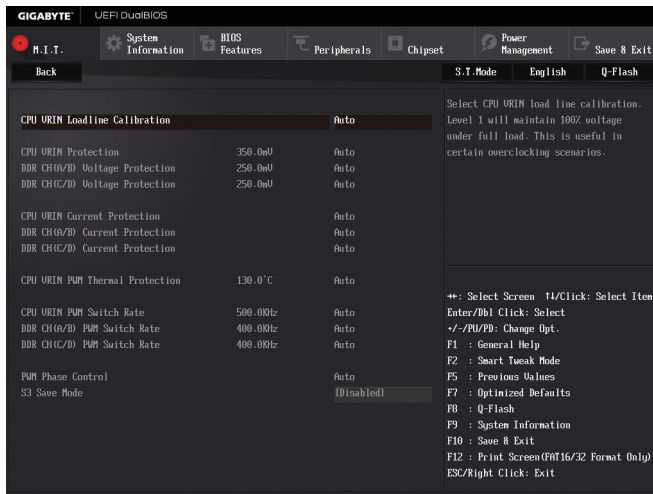 GIGABYTE™ UEFI DualBIOS
M.I.T. System Information BIOS Features Peripherals Chipset Power Management Save & Exit
Back S.T.Mode English Q-Flash
CPU VRIN Loadline Calibration Auto
CPU VRIN Protection 350.0mV Auto
DDR CH(A/B) Voltage Protection 250.0mV Auto
DDR CH(C/D) Voltage Protection 250.0mV Auto
CPU VRIN Current Protection Auto
DDR CH(A/B) Current Protection Auto
DDR CH(C/D) Current Protection Auto
CPU VRIN PWM Thermal Protection 130.0°C Auto
CPU VRIN PWM Switch Rate 500.0KHz Auto
DDR CH(A/B) PWM Switch Rate 400.0KHz Auto
DDR CH(C/D) PWM Switch Rate 400.0KHz Auto
PWM Phase Control Auto
S3 Save Mode [Disabled]
Select CPU VRIN load line calibration.
Level 1 will maintain 100% voltage
under full load. This is useful in
certain overclocking scenarios.
→←: Select Screen ↑↓/Click: Select Item
Enter/Dbl Click: Select
+/-/PU/PD: Change Opt.
F1 : General Help
F2 : Smart Tweak Mode
F5 : Previous Values
F7 : Optimized Defaults
F8 : Q-Flash
F9 : System Information
F10 : Save & Exit
F12 : Print Screen(FAT16/32 Format Only)
ESC/Right Click: Exit